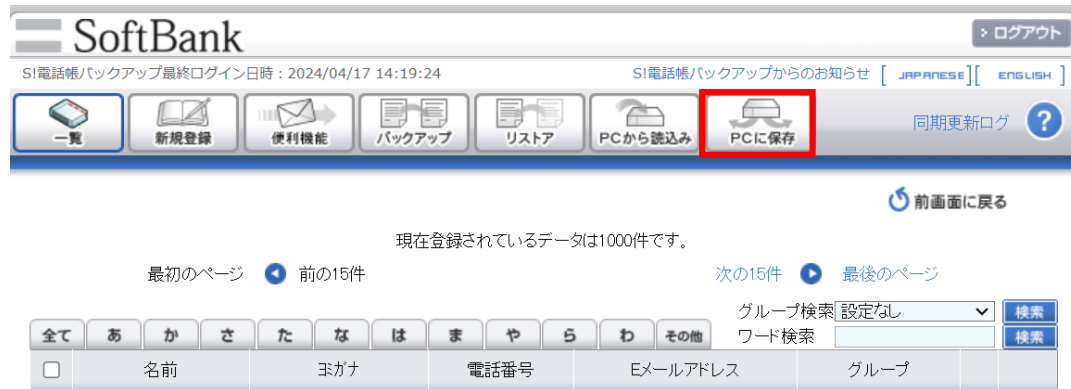 SoftBank
ログアウト
S!電話帳バックアップ最終ログイン日時：2024/04/17 14:19:24 S!電話帳バックアップからのお知らせ [ JAPANESE ][ ENGLISH ]
一覧 新規登録 便利機能 バックアップ リストア PCから読込み PCに保存 同期更新ログ ?
前画面に戻る
現在登録されているデータは1000件です。
最初のページ 前の15件 次の15件 最後のページ
グループ検索 設定なし 検索
全て あ か さ た な は ま や ら わ その他 ワード検索 検索
名前 ﾖﾐｶﾞﾅ 電話番号 Eメールアドレス グループ